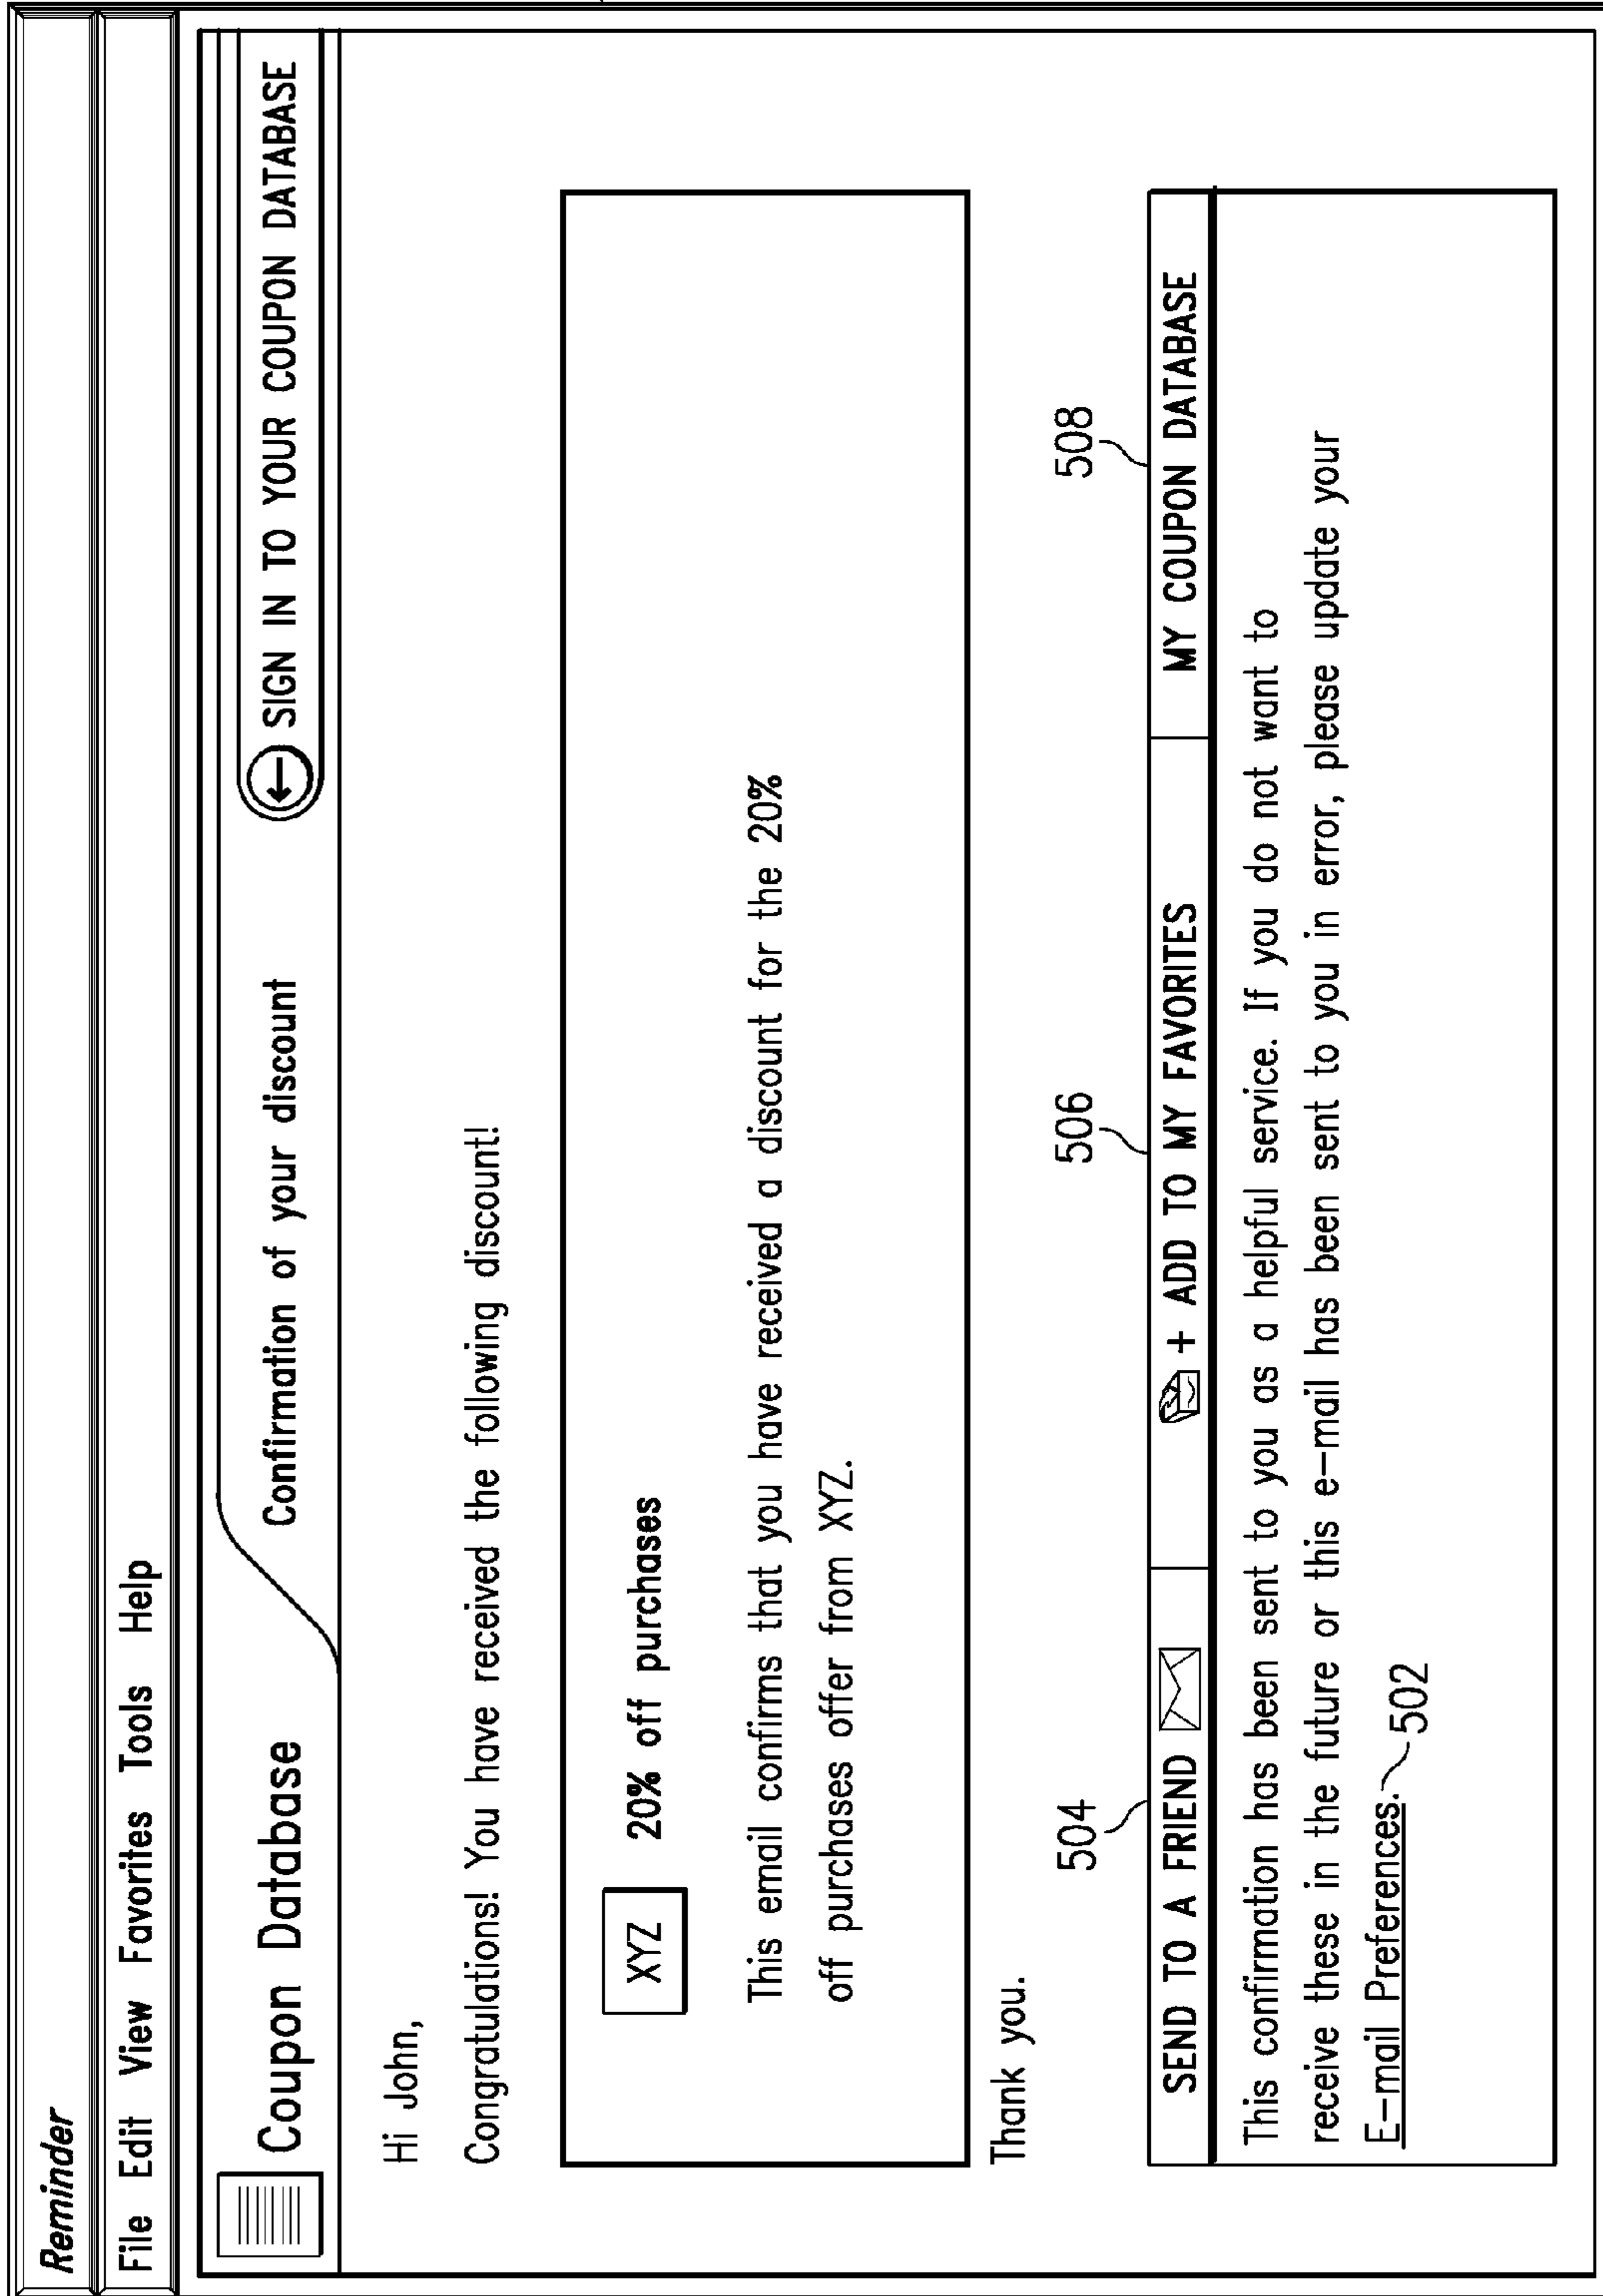 Reminder
File Edit View Favorites Tools Help
Coupon Database
Confirmation of your discount
SIGN IN TO YOUR COUPON DATABASE
Hi John,
Congratulations! You have received the following discount!
XYZ
20% off purchases
This email confirms that you have received a discount for the 20%
off purchases offer from XYZ.
Thank you.
504
506
508
SEND TO A FRIEND
+ ADD TO MY FAVORITES
MY COUPON DATABASE
This confirmation has been sent to you as a helpful service. If you do not want to
receive these in the future or this e-mail has been sent to you in error, please update your
E-mail Preferences.
502